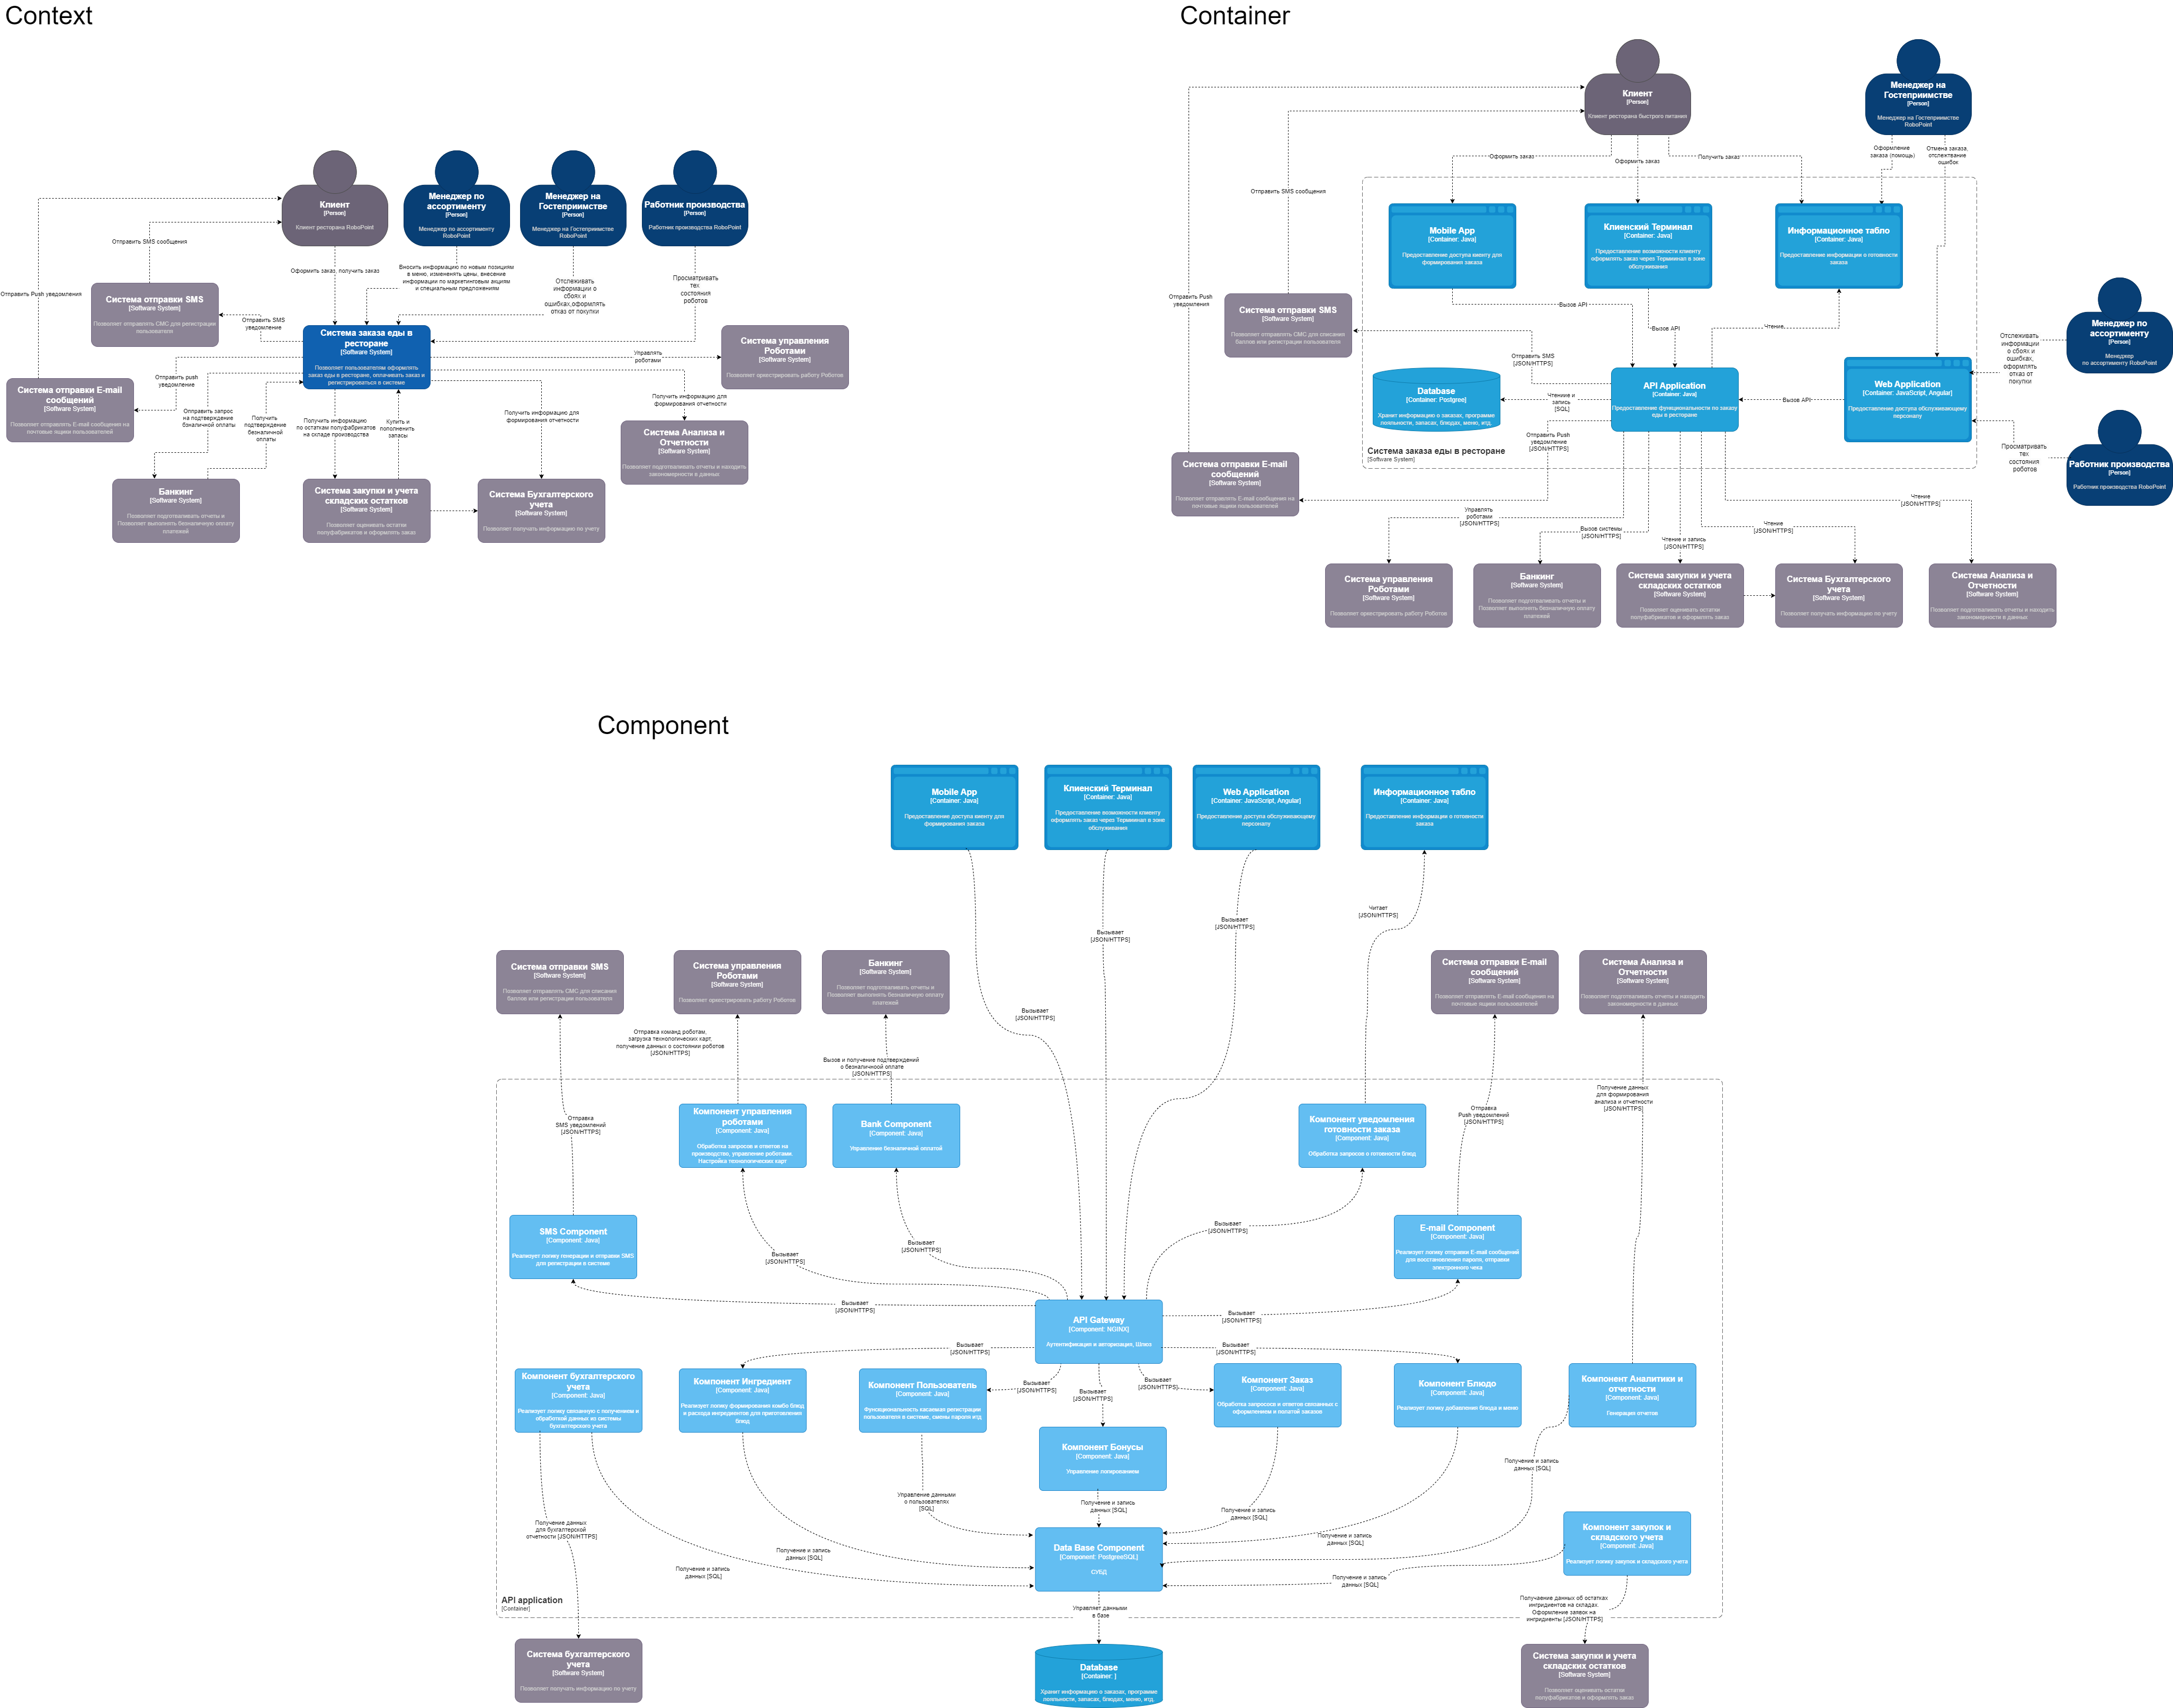 Context
Клиент
[Person]
Клиент ресторана RoboPoint
Менеджер по
ассортименту
[Person]
Менеджер по ассортименту
RoboPoint
Менеджер на
Гостеприимстве
[Person]
Менеджер на Гостеприимстве
RoboPoint
Работник производства
[Person]
Работник производства RoboPoint
Отправить SMS сообщения
Оформить заказ, получить заказ
Вносить информацию по новым позициям
в меню, измененять цены, внесение
информации по маркетинговым акциям
и специальным предложениям
Отслеживать
информации о
сбоях и
ошибках,оформлять
отказ от покупки
Просматривать
тех
состояния
роботов
Отправить Push уведомления
Система отправки SMS
[Software System]
Позволяет отправлять СМС для регистрации
пользователя
Отправить SMS
уведомление
Система заказа еды в
ресторане
[Software System]
Позволяет пользователям оформлять
заказ еды в ресторане, оплачивать заказ и
регистрироваться в системе
Управлять
роботами
Система управления
Роботами
[Software System]
Позволяет оркестрировать работу Роботов
Система отправки E-mail
сообщений
[Software System]
Позволяет отправлять E-mail сообщения на
почтовые ящики пользователей
Отправить push
уведомление
Отправить запрос
на подтверждение
бзналичной оплаты
Получить
подтверждение
безналичной
оплаты
Получить информацию
по остаткам полуфабрикатов
на складе производства
Купить и
пополненить
запасы
Получить информацию для
формирования отчетности
Получить информацию для
формирования отчетности
Система Анализа и
Отчетности
[Software System]
Позволяет подготваливать отчеты и находить
закономерности в данных
Банкинг
[Software System]
Позволяет подготваливать отчеты и
Позволяет выполнить безналичную оплату
платежей
Система закупки и учета
складских остатков
[Software System]
Позволяет оценивать остатки
полуфабрикатов и оформлять заказ
Система Бухгалтерского
учета
[Software System]
Позволяет получать информацию по учету
Container
Клиент
[Person]
Клиент ресторана быстрого питания
Менеджер на
Гостеприимстве
[Person]
Менеджер на Гостеприимстве
RoboPoint
Оформить заказ
Оформить заказ
Получить заказ
Оформление
заказа (помощь)
Отмена заказа,
отслежтвание
ошибок
Отправить SMS сообщения
Mobile App
[Container: Java]
Предоставление доступа киенту для
формирования заказа
Клиенский Терминал
[Container: Java]
Предоставление возможности клиенту
оформлять заказ через Терминал в зоне
обслуживания
Информационное табло
[Container: Java]
Предоставление информации о готовности
заказа
Отправить Push
уведомления
Система отправки SMS
[Software System]
Позволяет отправлять СМС для списания
баллов или регистрации пользователя
Вызов API
Вызов API
Чтение
Отправить SMS
[JSON/HTTPS]
Менеджер по
ассортименту
[Person]
Менеджер
по ассортименту RoboPoint
Отслеживать
информации
о сбоях и
ошибках,
оформлять
отказ от
покупки
Database
[Container: Postgree]
Хранит информацию о заказах, программе
лояльности, запасах, блюдах, меню, итд.
Чтениие и
запись
[SQL]
API Application
[Container: Java]
Предоставление функциональности по заказу
еды в ресторане
Вызов API
Web Application
[Container: JavaScript, Angular]
Предоставление доступа обслуживающему
персоналу
Отправить Push
уведомление
[JSON/HTTPS]
Система заказа еды в ресторане
[Software System]
Просматривать
тех
состояния
роботов
Работник производства
[Person]
Работник производства RoboPoint
Система отправки E-mail
сообщений
[Software System]
Позволяет отправлять E-mail сообщения на
почтовые ящики пользователей
Управлять
роботами
[JSON/HTTPS]
Вызов системы
[JSON/HTTPS]
Чтение и запись
[JSON/HTTPS]
Чтение
[JSON/HTTPS]
Чтение
[JSON/HTTPS]
Система управления
Роботами
[Software System]
Позволяет оркестрировать работу Роботов
Банкинг
[Software System]
Позволяет подготваливать отчеты и
Позволяет выполнить безналичную оплату
платежей
Система закупки и учета
складских остатков
[Software System]
Позволяет оценивать остатки
полуфабрикатов и оформлять заказ
Система Бухгалтерского
учета
[Software System]
Позволяет получать информацию по учету
Система Анализа и
Отчетности
[Software System]
Позволяет подготваливать отчеты и находить
закономерности в данных
Component
Mobile App
[Container: Java]
Предоставление доступа киенту для
формирования заказа
Клиенский Терминал
[Container: Java]
Предоставление возможности клиенту
оформлять заказ через Терминал в зоне
обслуживания
Web Application
[Container: JavaScript, Angular]
Предоставление доступа обслуживающему
персоналу
Информационное табло
[Container: Java]
Предоставление информации о готовности
заказа
Вызывает
[JSON/HTTPS]
Вызывает
[JSON/HTTPS]
Читает
[JSON/HTTPS]
Вызывает
[JSON/HTTPS]
Система отправки SMS
[Software System]
Позволяет отправлять СМС для списания
баллов или регистрации пользователя
Система управления
Роботами
[Software System]
Позволяет оркестрировать работу Роботов
Банкинг
[Software System]
Позволяет подготваливать отчеты и
Позволяет выполнить безналичную оплату
платежей
Система отправки E-mail
сообщений
[Software System]
Позволяет отправлять E-mail сообщения на
почтовые ящики пользователей
Система Анализа и
Отчетности
[Software System]
Позволяет подготваливать отчеты и находить
закономерности в данных
Отправка команд роботам,
загрузка технологических карт,
получение данных о состоянии роботов
[JSON/HTTPS]
Вызов и получение подтверждений
о безналичноой оплате
[JSON/HTTPS]
Отправка
SMS уведомлений
[JSON/HTTPS]
Отправка
Push уведомлений
[JSON/HTTPS]
Получение данных
для формирования
анализа и отчетности
[JSON/HTTPS]
Компонент управления
роботами
[Component: Java]
Обработка запросов и ответов на
производство, управление роботами.
Настройка технологических карт
Bank Component
[Component: Java]
Управление безналичной оплатой
Компонент уведомления
готовности заказа
[Component: Java]
Обработка запросов о готовности блюд
SMS Component
[Component: Java]
Реализует логику генерации и отправки SMS
для регистрации в системе
E-mail Component
[Component: Java]
Реализует логику отправки E-mail сообщений
для восстановления пароля, отправки
электронного чека
Вызывает
[JSON/HTTPS]
Вызывает
[JSON/HTTPS]
Вызывает
[JSON/HTTPS]
Вызывает
[JSON/HTTPS]
Вызывает
[JSON/HTTPS]
API Gateway
[Component: NGINX]
Аутентификация и авторизация, Шлюз
Вызывает
[JSON/HTTPS]
Вызывает
[JSON/HTTPS]
Вызывает
[JSON/HTTPS]
Вызывает
[JSON/HTTPS]
Вызывает
[JSON/HTTPS]
Компонент бухгалтерского
учета
[Component: Java]
Реализует логику связанную с получением и
обработкой данных из системы
бухгалтерского учета
Компонент Ингредиент
[Component: Java]
Реализует логику формирования комбо блюд
и расхода ингредиентов для приготовления
блюд
Компонент Пользователь
[Component: Java]
Функциональность касаемая регистрации
пользователя в системе, смены пароля итд
Компонент Заказ
[Component: Java]
Обработка запрососв и ответов связанных с
оформлением и полатой заказов
Компонент Блюдо
[Component: Java]
Реализует логику добавления блюда в меню
Компонент Аналитики и
отчетности
[Component: Java]
Генерация отчетов
Компонент Бонусы
[Component: Java]
Управление логированием
Получение и запись
данных [SQL]
Управление данными
о пользователях
[SQL]
Получение и запись
данных [SQL]
Получение и запись
данных [SQL]
Получение данных
для бухгалтерской
отчетности [JSON/HTTPS]
Получение и запись
данных [SQL]
Получение и запись
данных [SQL]
Получение и запись
данных [SQL]
Получение и запись
данных [SQL]
Data Base Component
[Component: PostgreeSQL]
СУБД
Компонент закупок и
складского учета
[Component: Java]
Реализует логику закупок и складского учета
API application
[Container]
Управляет данными
в базе
Получаение данных об остатках
ингридиентов на складах.
Оформление заявок на
ингридиенты [JSON/HTTPS]
Система бухгалтерского
учета
[Software System]
Позволяет получать информацию по учету
Database
[Container: ]
Хранит информацию о заказах, программе
лояльности, запасах, блюдах, меню, итд.
Система закупки и учета
складских остатков
[Software System]
Позволяет оценивать остатки
полуфабрикатов и оформлять заказ